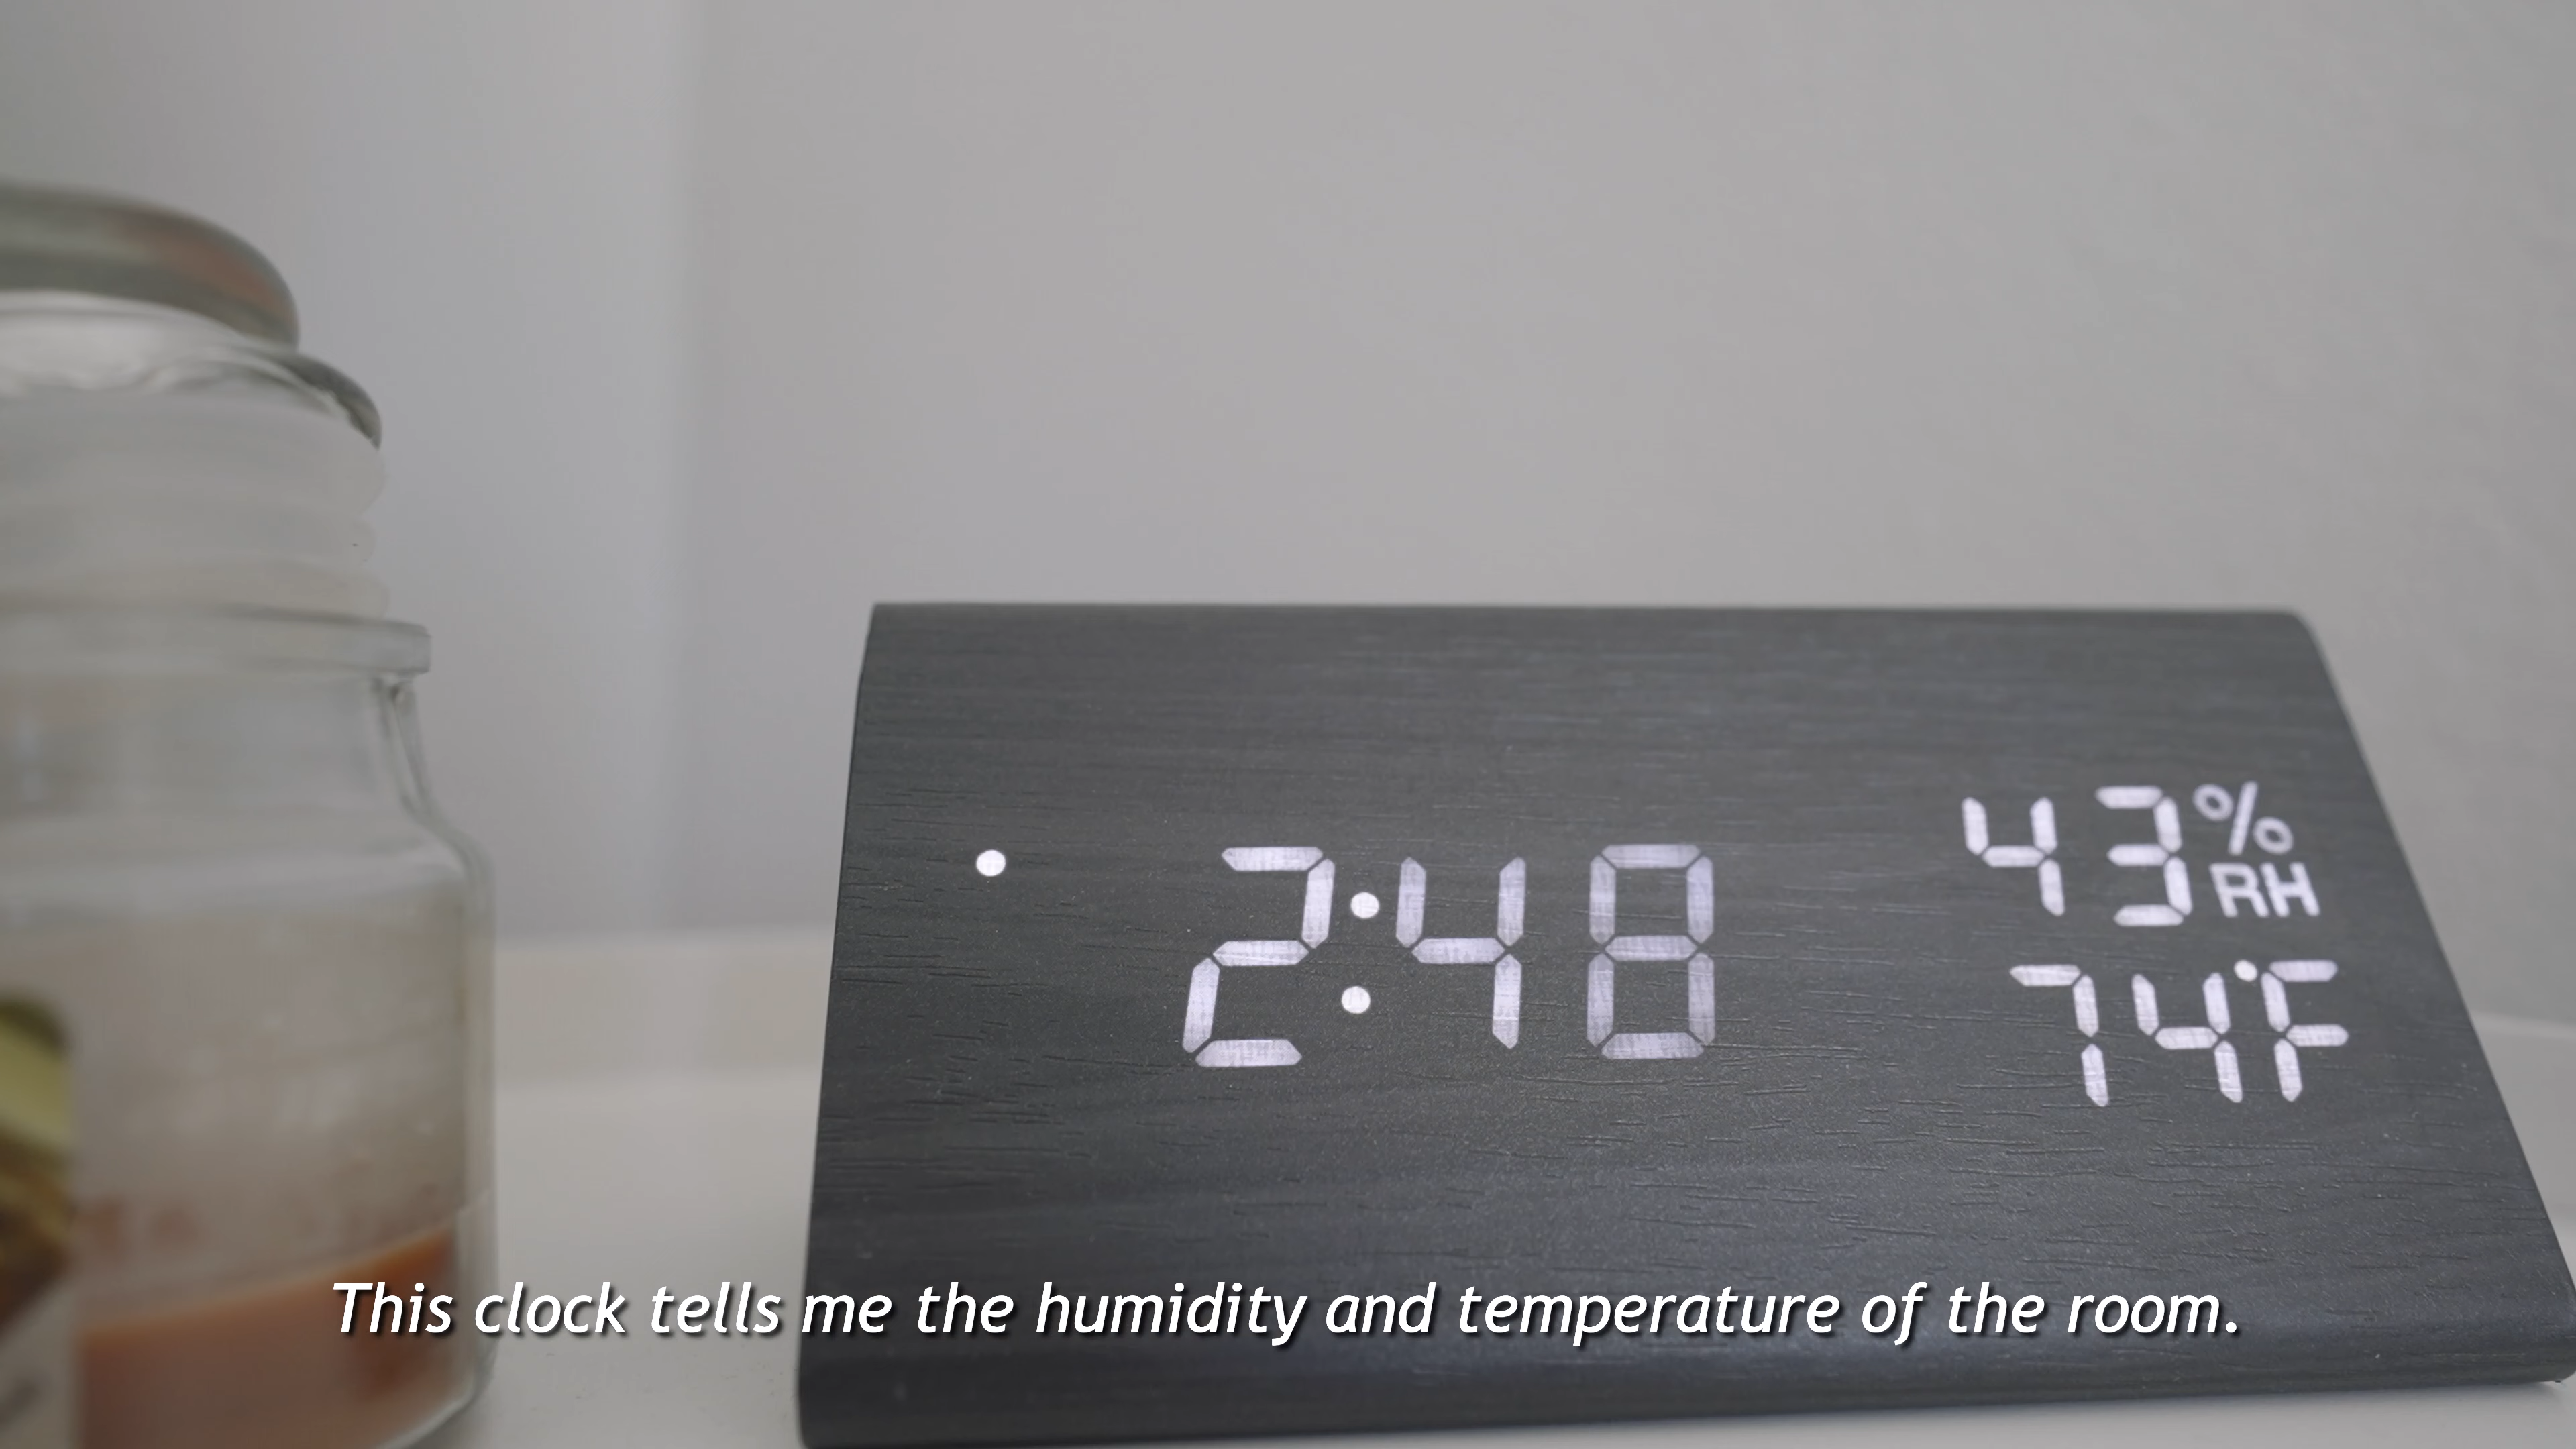 2:48
43% RH
74°F
This clock tells me the humidity and temperature of the room.